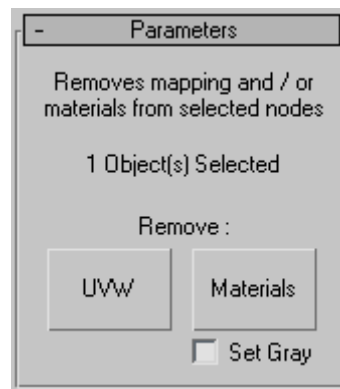 - Parameters
Removes mapping and / or
materials from selected nodes
1 Object(s) Selected
Remove :
UVW Materials
Set Gray